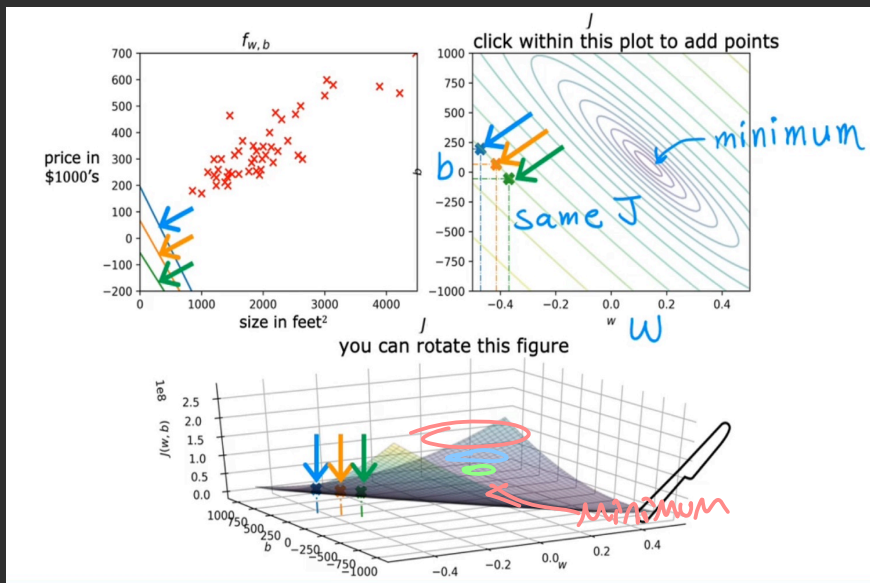 f w,b
700
600
500
400
300
200
100
0
−100
−200
price in
$1000's
0 1000 2000 3000 4000
size in feet²
J
click within this plot to add points
1000
750
500
250
0
−250
−500
−750
−1000
b
b
minimum
same J
−0.4 −0.2 0.0 0.2 0.4
w
W
J
you can rotate this figure
1e8
J(w,b)
2.5
2.0
1.5
1.0
0.5
0.0
1000
750
500
250
0
−250
−500
−750
−1000
b
−0.4 −0.2 0.0 0.2 0.4
w
minimum